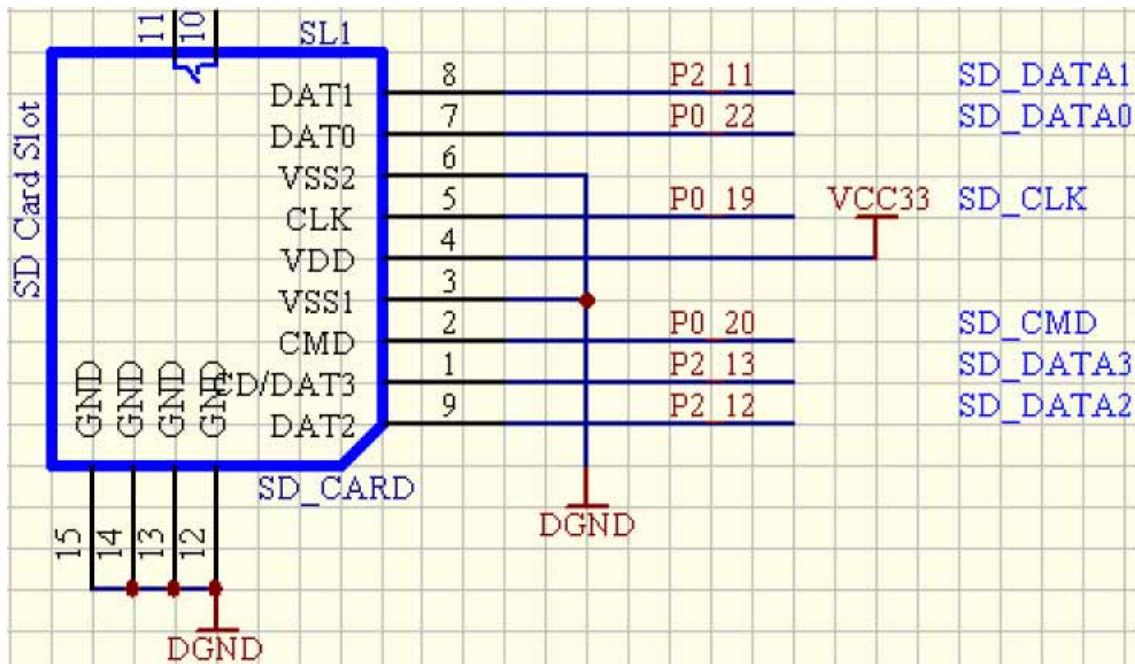 11 10 SL1
SD Card Slot
DAT1 8 P2_11 SD_DATA1
DAT0 7 P0_22 SD_DATA0
VSS2 6
CLK 5 P0_19 VCC33 SD_CLK
VDD 4
VSS1 3
CMD 2 P0_20 SD_CMD
CD/DAT3 1 P2_13 SD_DATA3
DAT2 9 P2_12 SD_DATA2
GND GND GND GND
SD_CARD
DGND
15 14 13 12
DGND